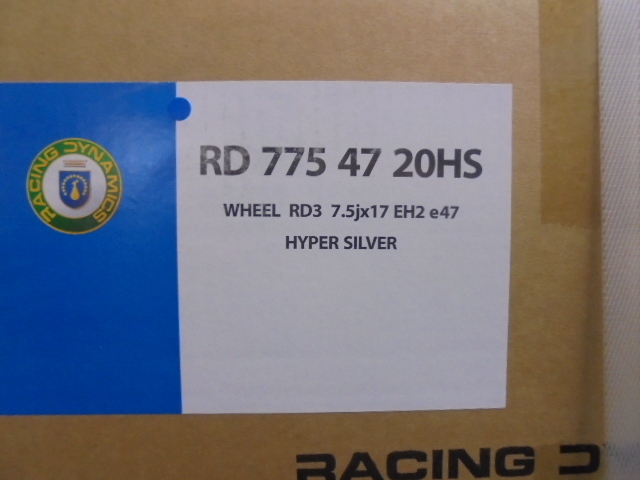 RACING DYNAMICS
RD 775 47 20HS
WHEEL RD3 7.5jx17 EH2 e47
HYPER SILVER
RACING D